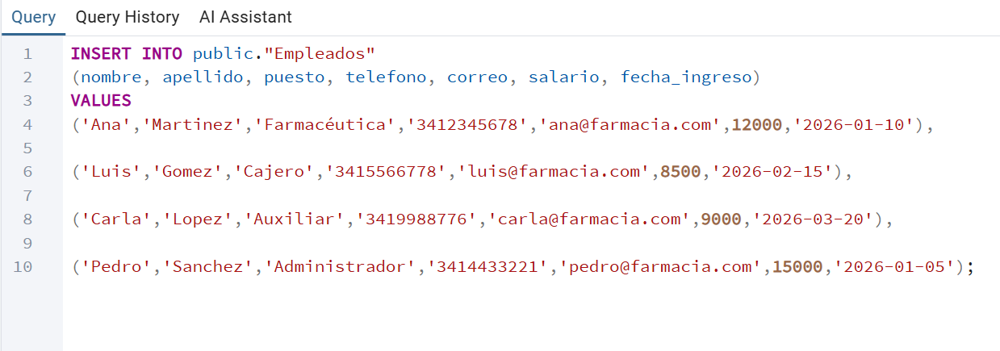 Query Query History AI Assistant
1 INSERT INTO public."Empleados"
2 (nombre, apellido, puesto, telefono, correo, salario, fecha_ingreso)
3 VALUES
4 ('Ana','Martinez','Farmacéutica','3412345678','ana@farmacia.com',12000,'2026-01-10'),
5
6 ('Luis','Gomez','Cajero','3415566778','luis@farmacia.com',8500,'2026-02-15'),
7
8 ('Carla','Lopez','Auxiliar','3419988776','carla@farmacia.com',9000,'2026-03-20'),
9
10 ('Pedro','Sanchez','Administrador','3414433221','pedro@farmacia.com',15000,'2026-01-05');